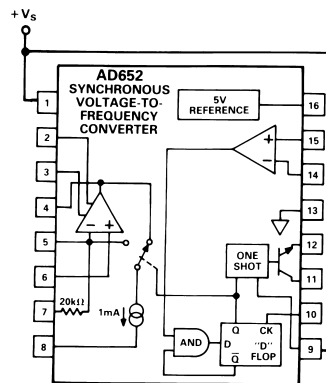 +VS
AD652
SYNCHRONOUS
VOLTAGE-TO-
FREQUENCY
CONVERTER
5V
REFERENCE
1
2
3
4
5
6
7
8
16
15
14
13
12
11
10
9
+
−
−
+
20kΩ
1mA
ONE
SHOT
AND
D
Q
CK
"D"
FLOP
Q̅